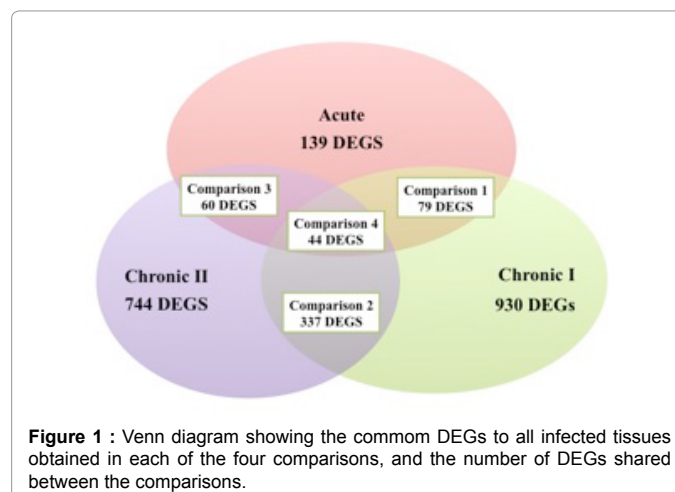 Acute
139 DEGS
Comparison 3
60 DEGS
Comparison 1
79 DEGS
Comparison 4
44 DEGS
Chronic II
744 DEGS
Chronic I
930 DEGs
Comparison 2
337 DEGS
Figure 1 : Venn diagram showing the commom DEGs to all infected tissues
obtained in each of the four comparisons, and the number of DEGs shared
between the comparisons.